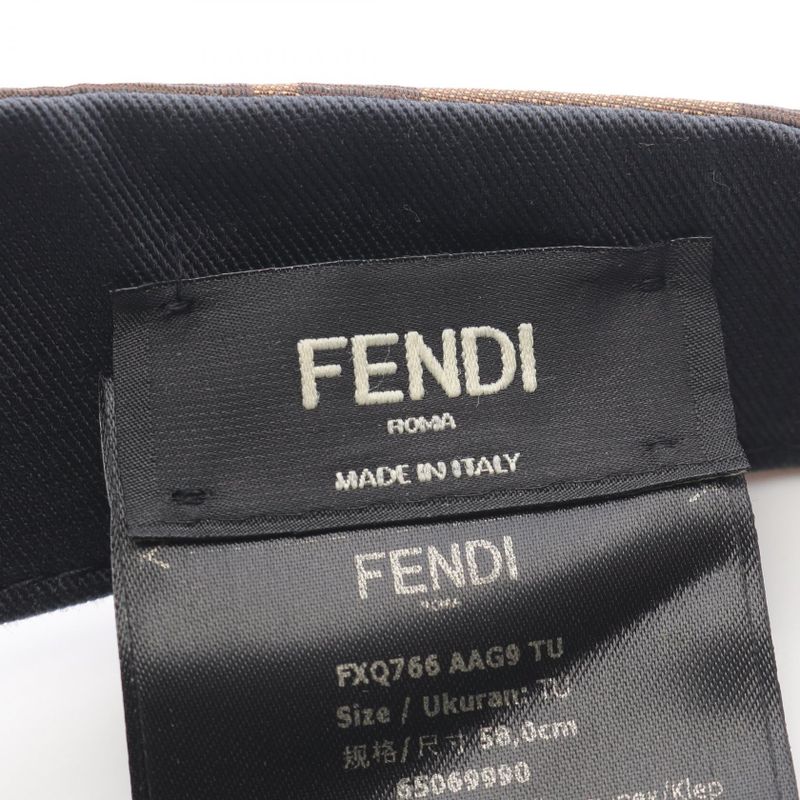 FENDI
ROMA
MADE IN ITALY
FENDI
ROMA
FXQ766 AAG9 TU
Size / Ukuran: TU
规格/尺寸 58,0cm
65069990
/Klep